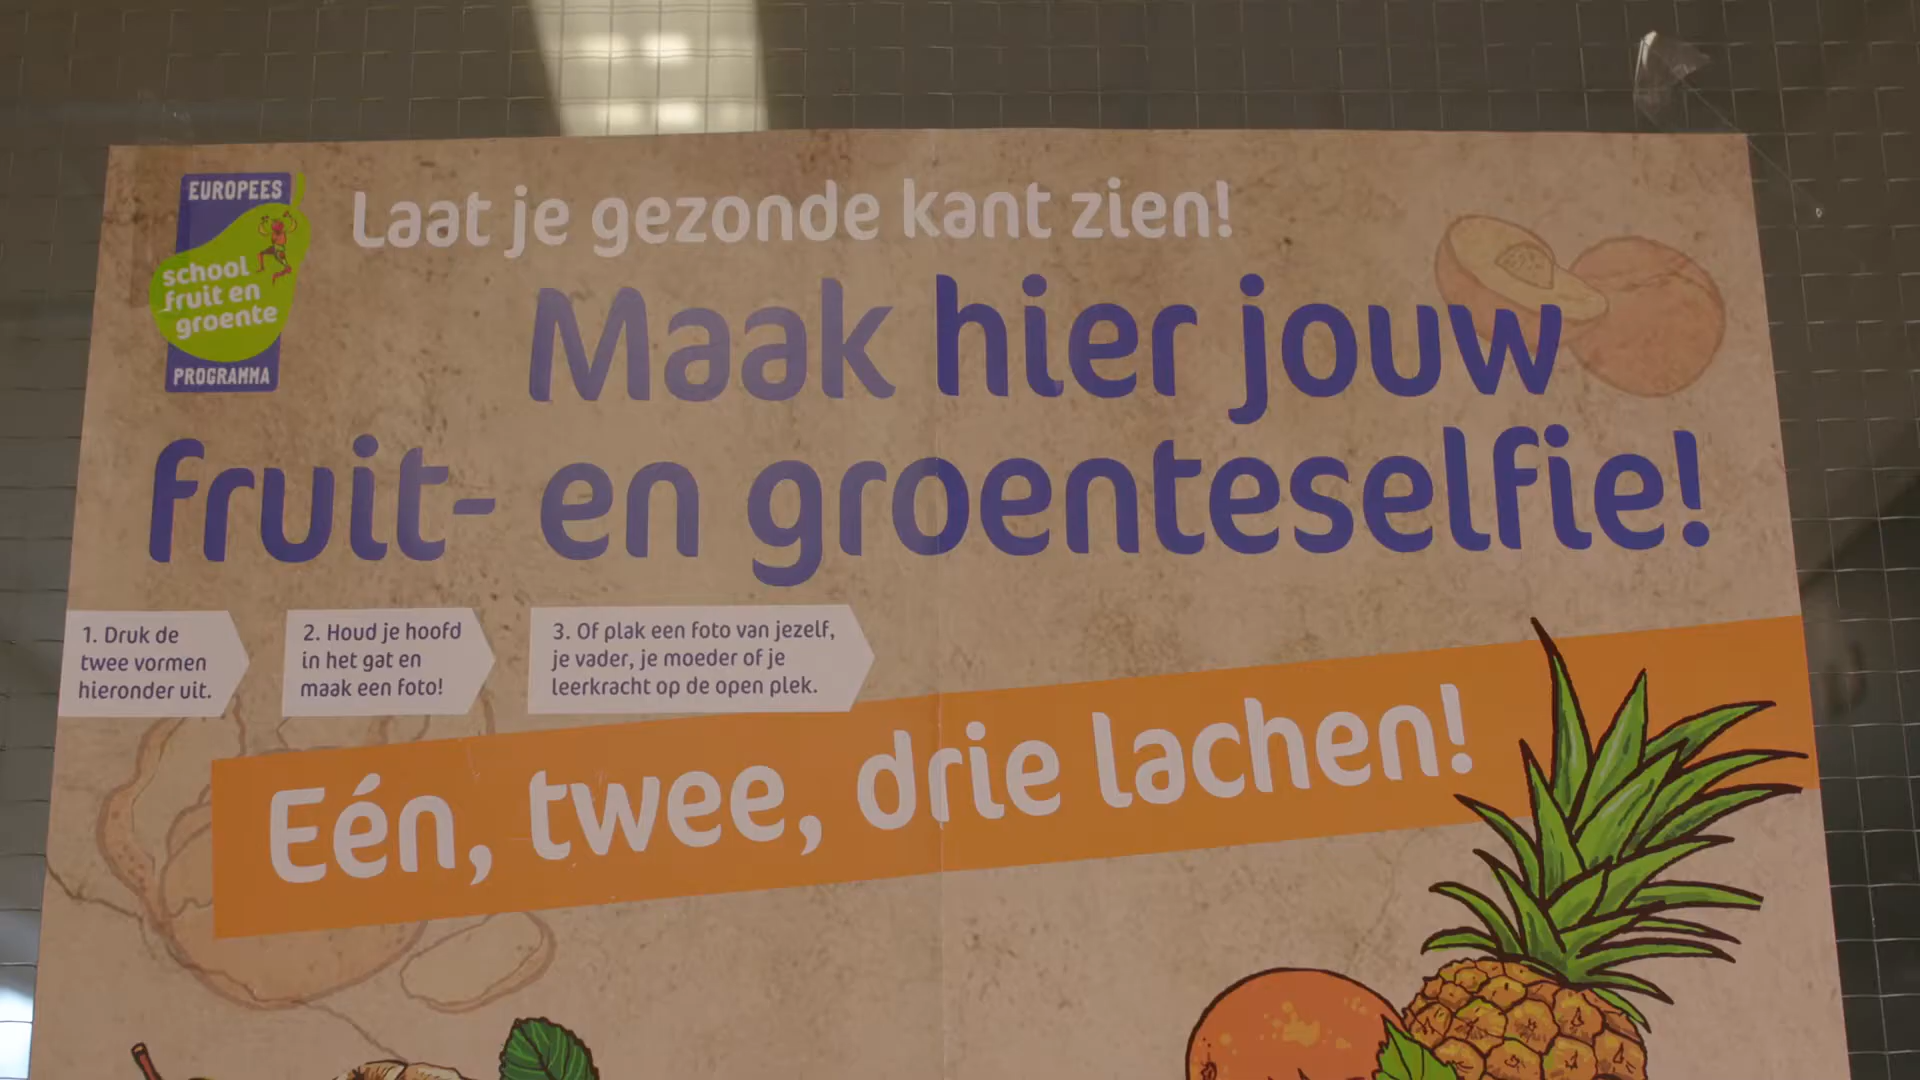 EUROPEES
school
fruit en
groente
PROGRAMMA
Laat je gezonde kant zien!
Maak hier jouw
fruit- en groenteselfie!
1. Druk de
twee vormen
hieronder uit.
2. Houd je hoofd
in het gat en
maak een foto!
3. Of plak een foto van jezelf,
je vader, je moeder of je
leerkracht op de open plek.
Eén, twee, drie lachen!